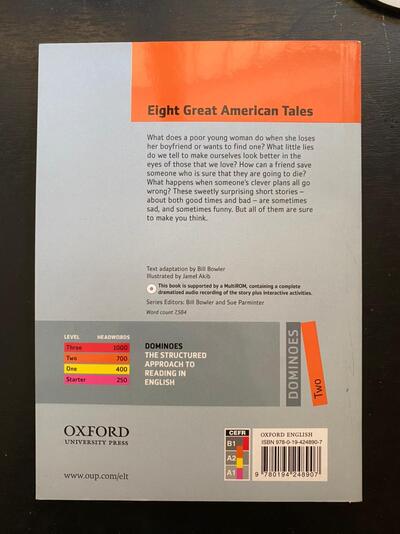 Eight Great American Tales
What does a poor young woman do when she loses
her boyfriend or wants to find one? What little lies
do we tell to make ourselves look better in the
eyes of those that we love? How can a friend save
someone who is sure that they are going to die?
What happens when someone's clever plans all go
wrong? These sweetly surprising short stories –
about both good times and bad – are sometimes
sad, and sometimes funny. But all of them are sure
to make you think.
Text adaptation by Bill Bowler
Illustrated by Jamel Akib
This book is supported by a MultiROM, containing a complete
dramatized audio recording of the story plus interactive activities.
Series Editors: Bill Bowler and Sue Parminter
Word count 7,584
LEVEL HEADWORDS
Three 1000
Two 700
One 400
Starter 250
DOMINOES
THE STRUCTURED
APPROACH TO
READING IN
ENGLISH
DOMINOES
Two
OXFORD
UNIVERSITY PRESS
www.oup.com/elt
CEFR
B1
A2
A1
OXFORD ENGLISH
ISBN 978-0-19-424890-7
9 780194 248907